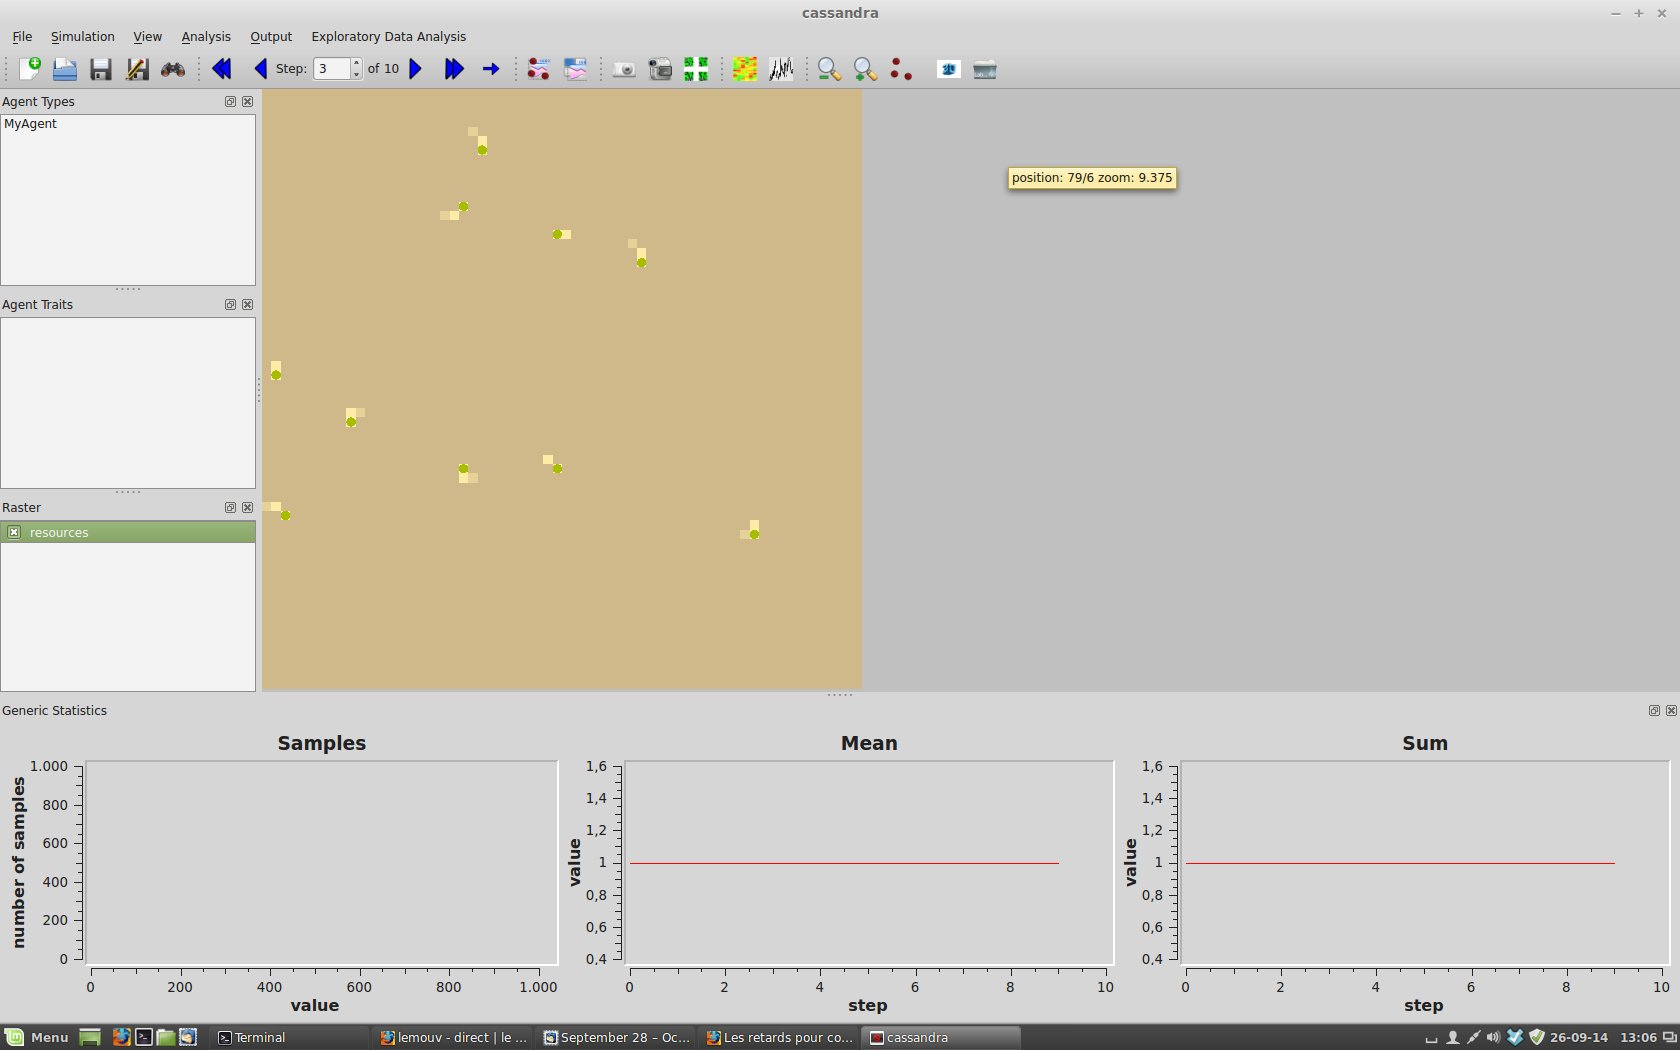 cassandra
File Simulation View Analysis Output Exploratory Data Analysis
Step: 3 of 10
Agent Types
MyAgent
position: 79/6 zoom: 9.375
Agent Traits
Raster
resources
Generic Statistics
Samples
number of samples
1.000
800
600
400
200
0
0 200 400 600 800 1.000
value
Mean
value
1,6
1,4
1,2
1
0,8
0,6
0,4
0 2 4 6 8 10
step
Sum
value
1,6
1,4
1,2
1
0,8
0,6
0,4
0 2 4 6 8 10
step
Menu Terminal lemouv - direct | le ... September 28 – Oc... Les retards pour co... cassandra 26-09-14 13:06